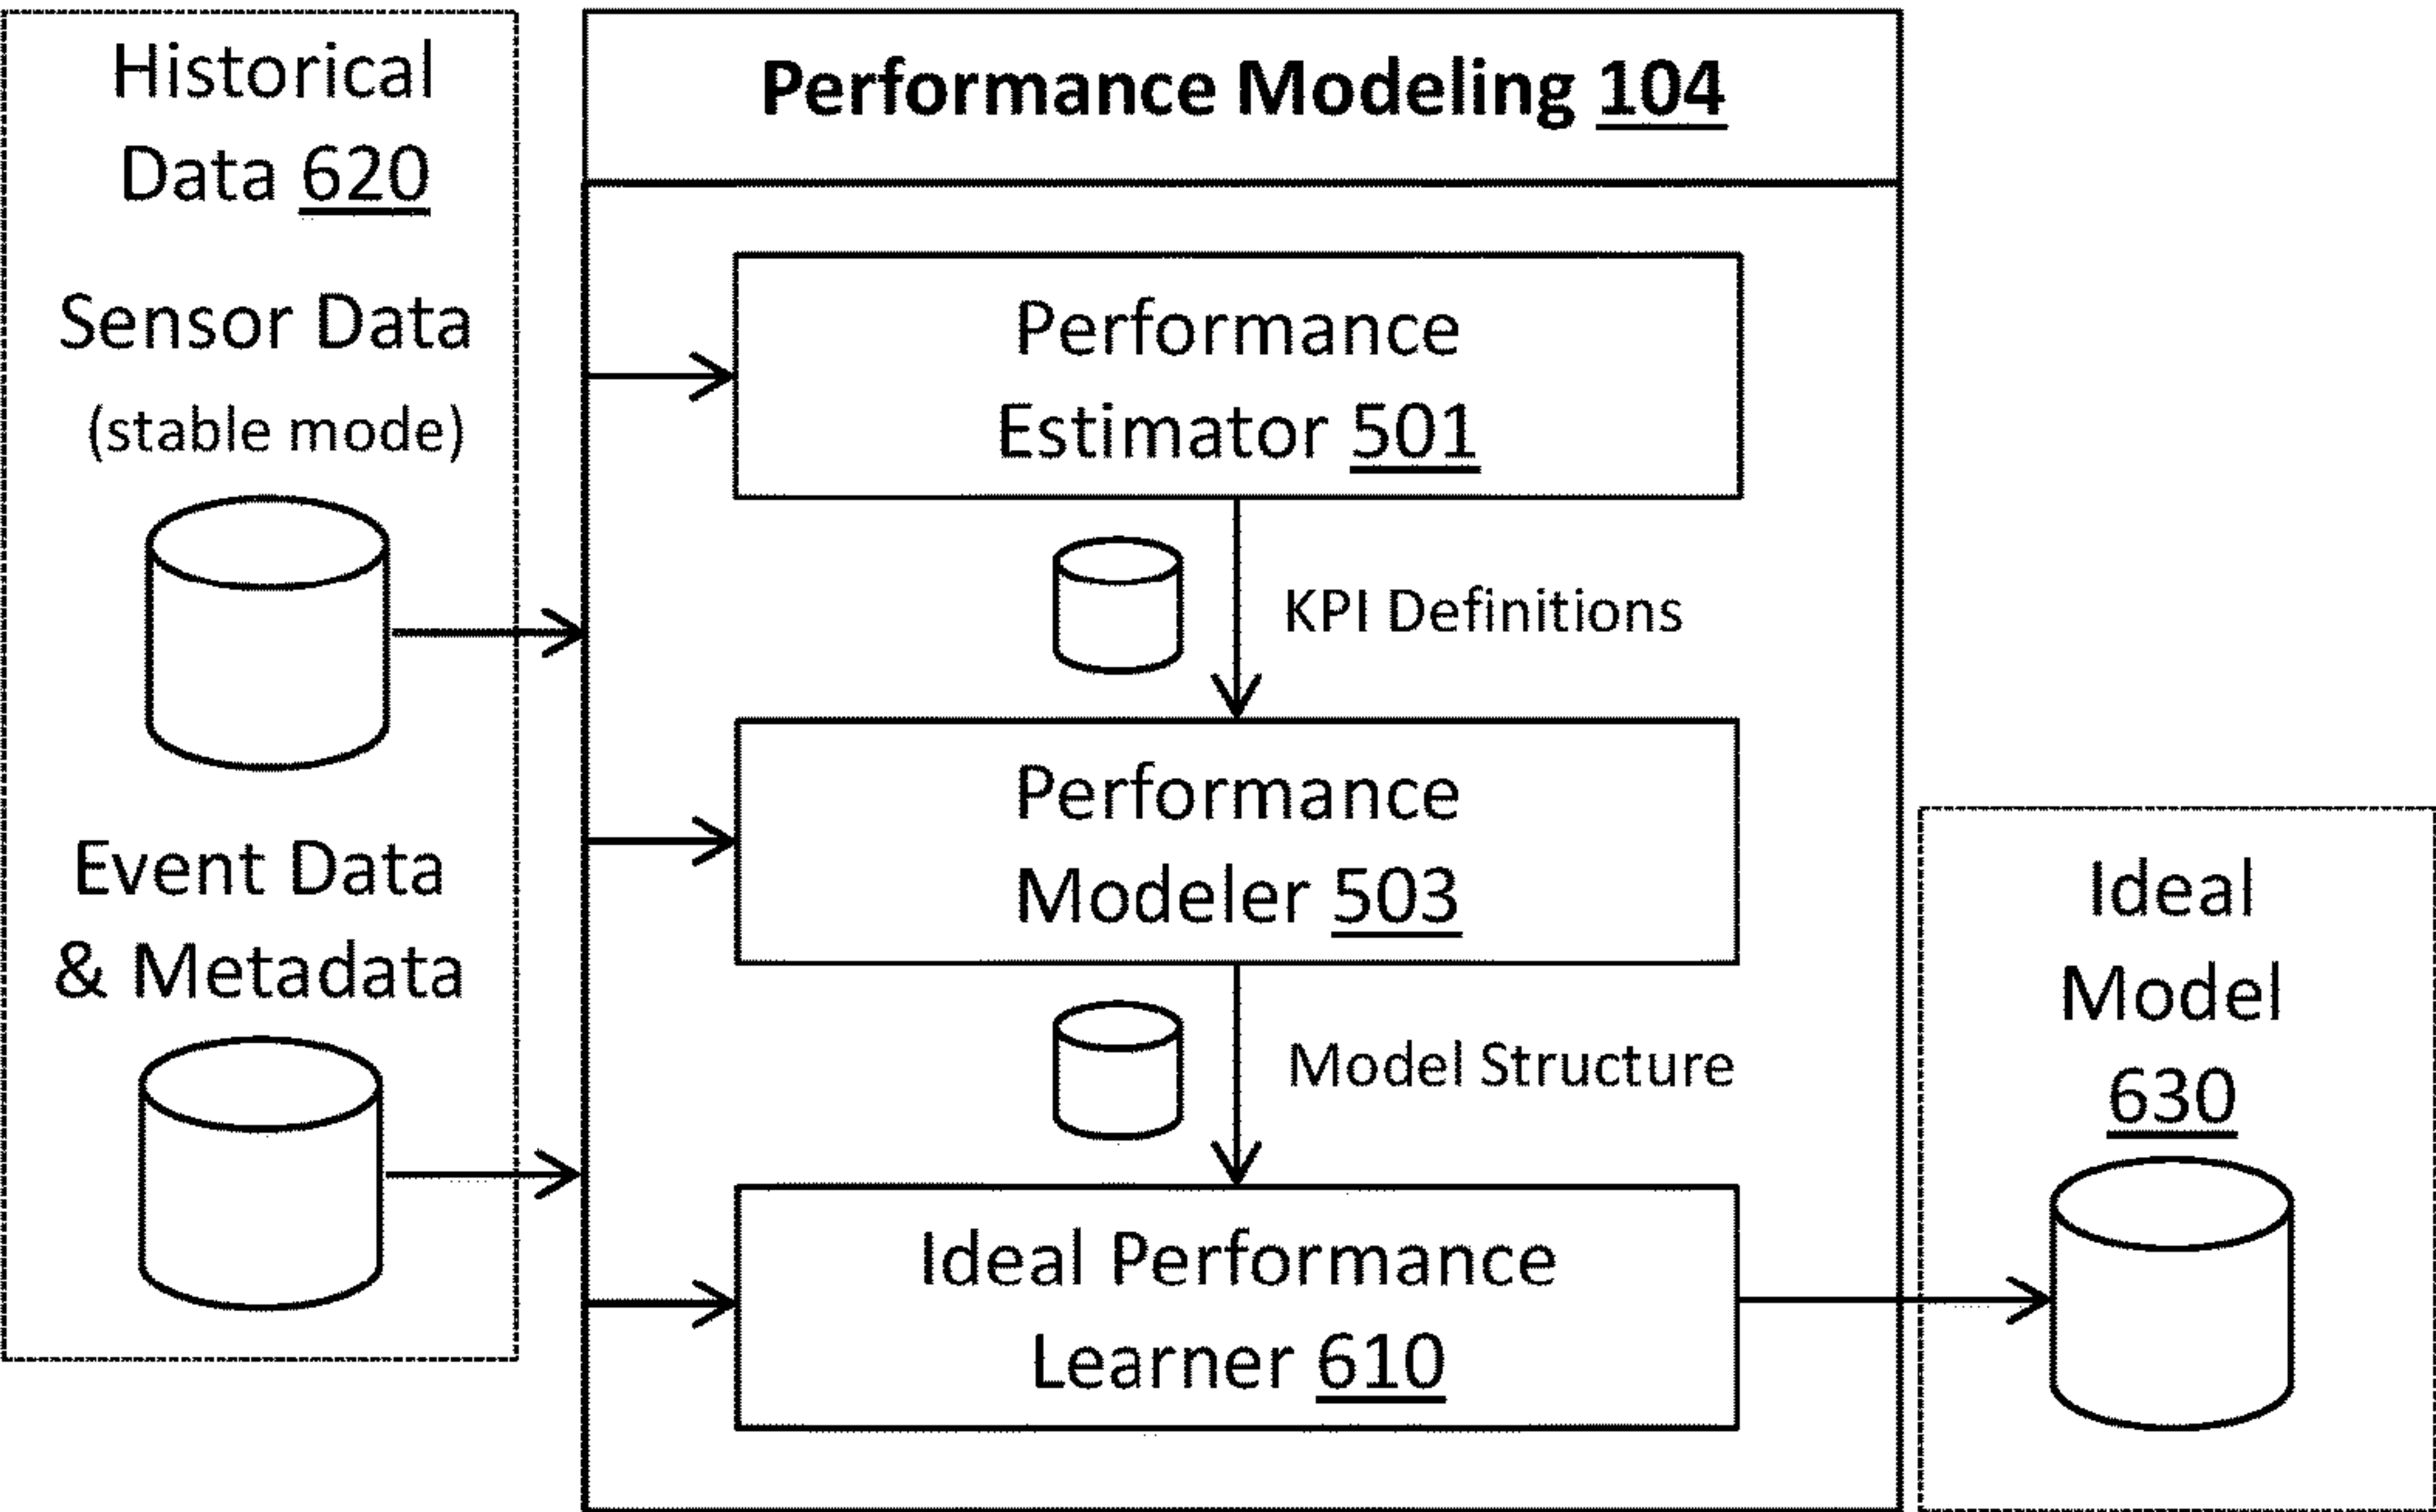 Historical
Data 620
Sensor Data
(stable mode)
Event Data
& Metadata
Performance Modeling 104
Performance
Estimator 501
KPI Definitions
Performance
Modeler 503
Model Structure
Ideal Performance
Learner 610
Ideal
Model
630